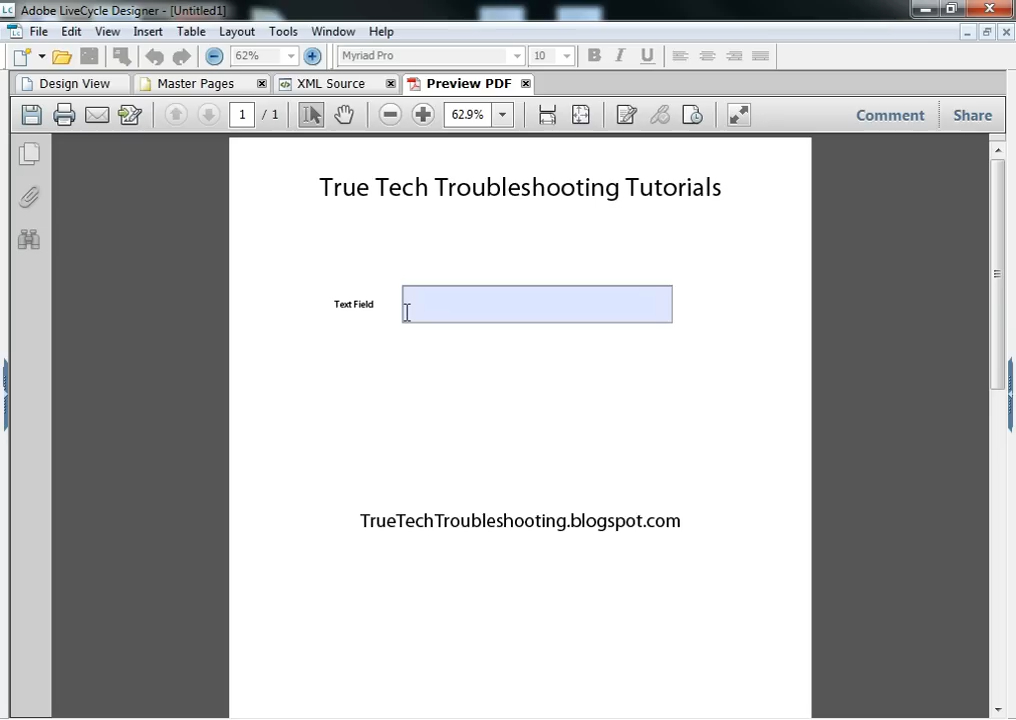 Lc Adobe LiveCycle Designer - [Untitled1]
File Edit View Insert Table Layout Tools Window Help
62% Myriad Pro 10 B I U
Design View Master Pages XML Source Preview PDF
1 / 1 62.9% Comment Share
True Tech Troubleshooting Tutorials
Text Field
TrueTechTroubleshooting.blogspot.com